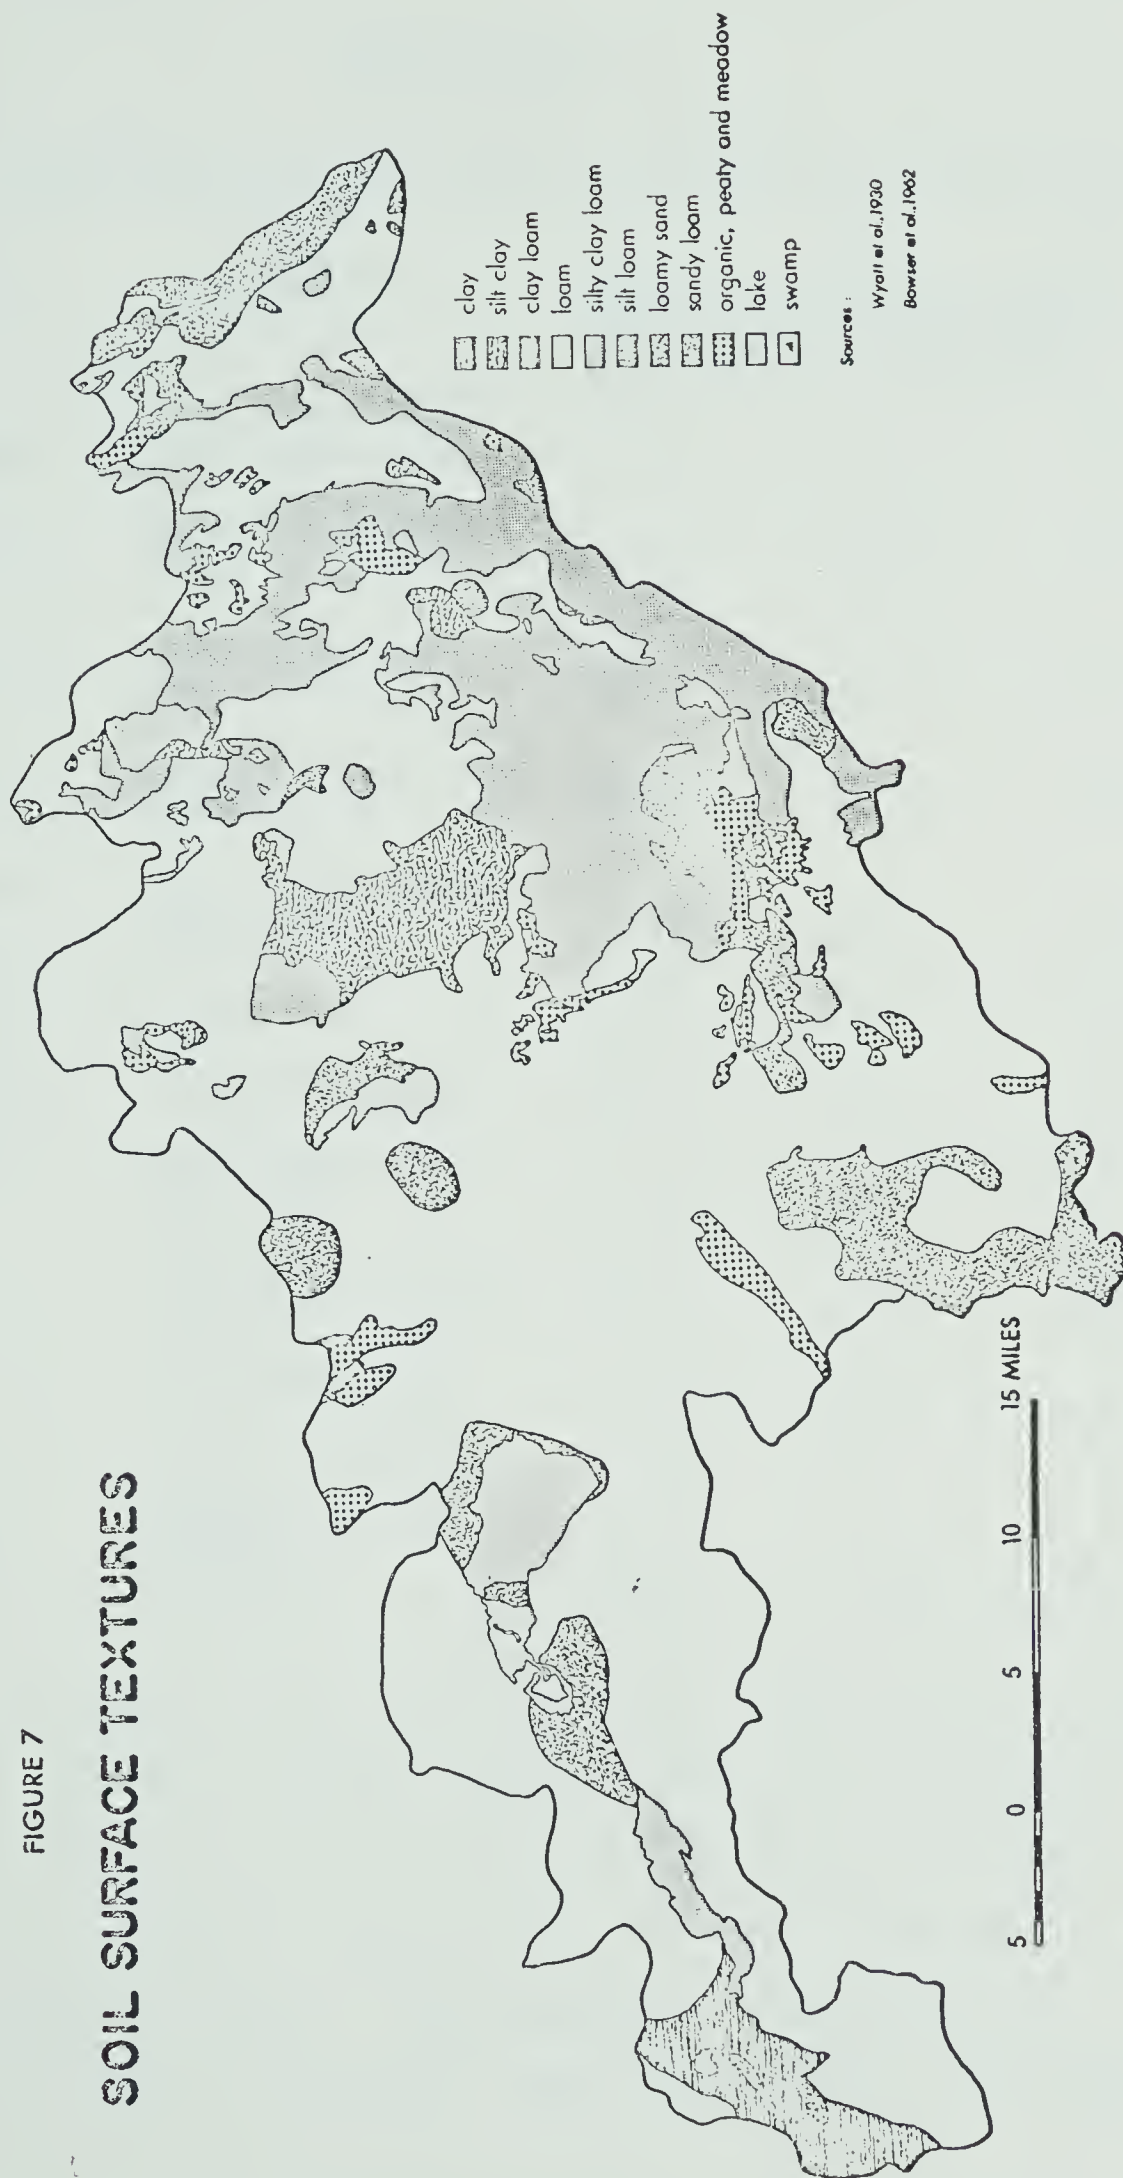 FIGURE 7
SOIL SURFACE TEXTURES
clay
silt clay
clay loam
loam
silty clay loam
silt loam
loamy sand
sandy loam
organic, peaty and meadow
lake
swamp
Sources :
Wyatt et al.1930
Bowser et al.1962
5 0 5 10 15 MILES